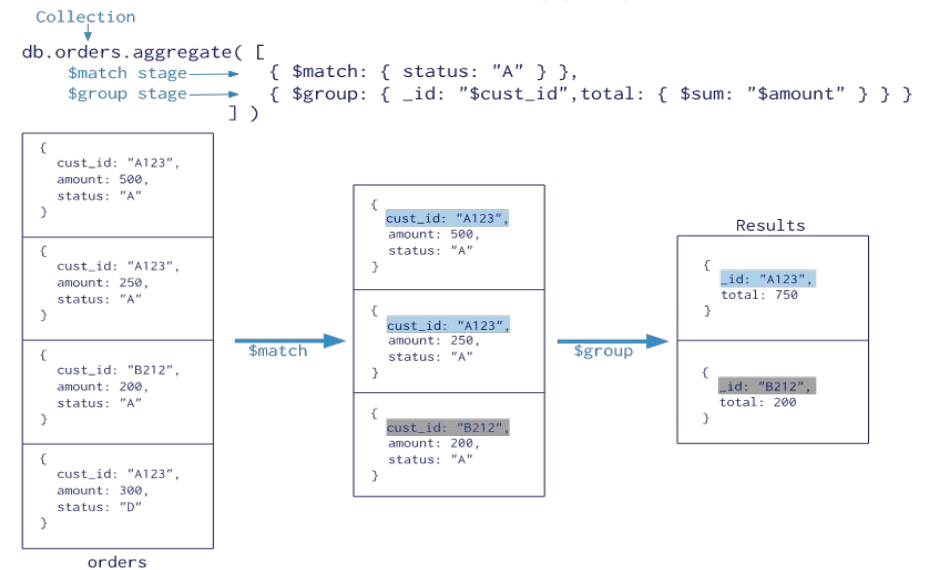 Collection
db.orders.aggregate( [
$match stage { $match: { status: "A" } },
$group stage { $group: { _id: "$cust_id",total: { $sum: "$amount" } } }
] )
{
cust_id: "A123",
amount: 500,
status: "A"
}
{
cust_id: "A123",
amount: 250,
status: "A"
}
{
cust_id: "B212",
amount: 200,
status: "A"
}
{
cust_id: "A123",
amount: 300,
status: "D"
}
orders
$match
{
cust_id: "A123",
amount: 500,
status: "A"
}
{
cust_id: "A123",
amount: 250,
status: "A"
}
{
cust_id: "B212",
amount: 200,
status: "A"
}
$group
Results
{
_id: "A123",
total: 750
}
{
_id: "B212",
total: 200
}